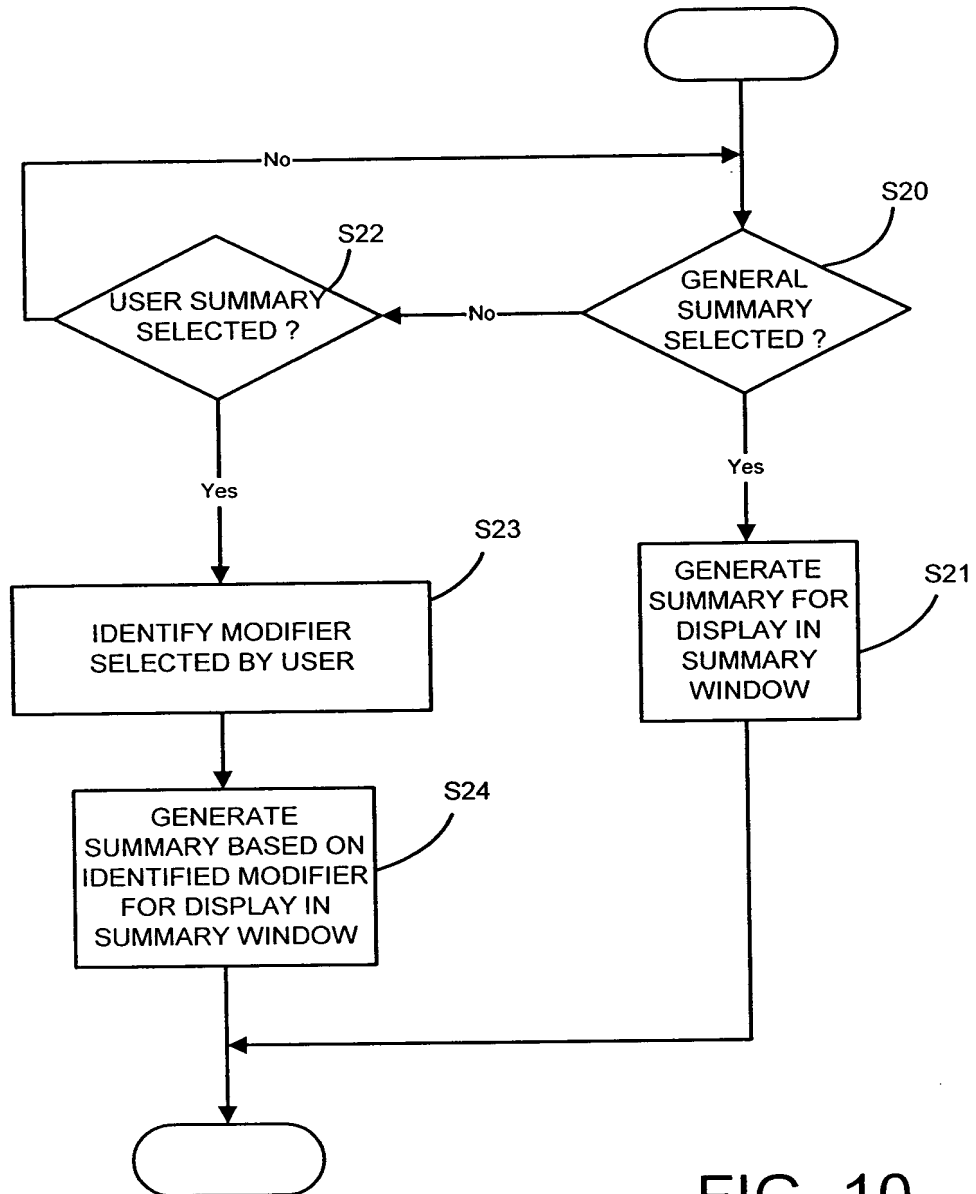 No
S20
S22
GENERAL
SUMMARY
SELECTED ?
USER SUMMARY
SELECTED ?
No
Yes
Yes
S23
GENERATE
SUMMARY FOR
DISPLAY IN
SUMMARY
WINDOW
S21
IDENTIFY MODIFIER
SELECTED BY USER
S24
GENERATE
SUMMARY BASED ON
IDENTIFIED MODIFIER
FOR DISPLAY IN
SUMMARY WINDOW
FIG. 10